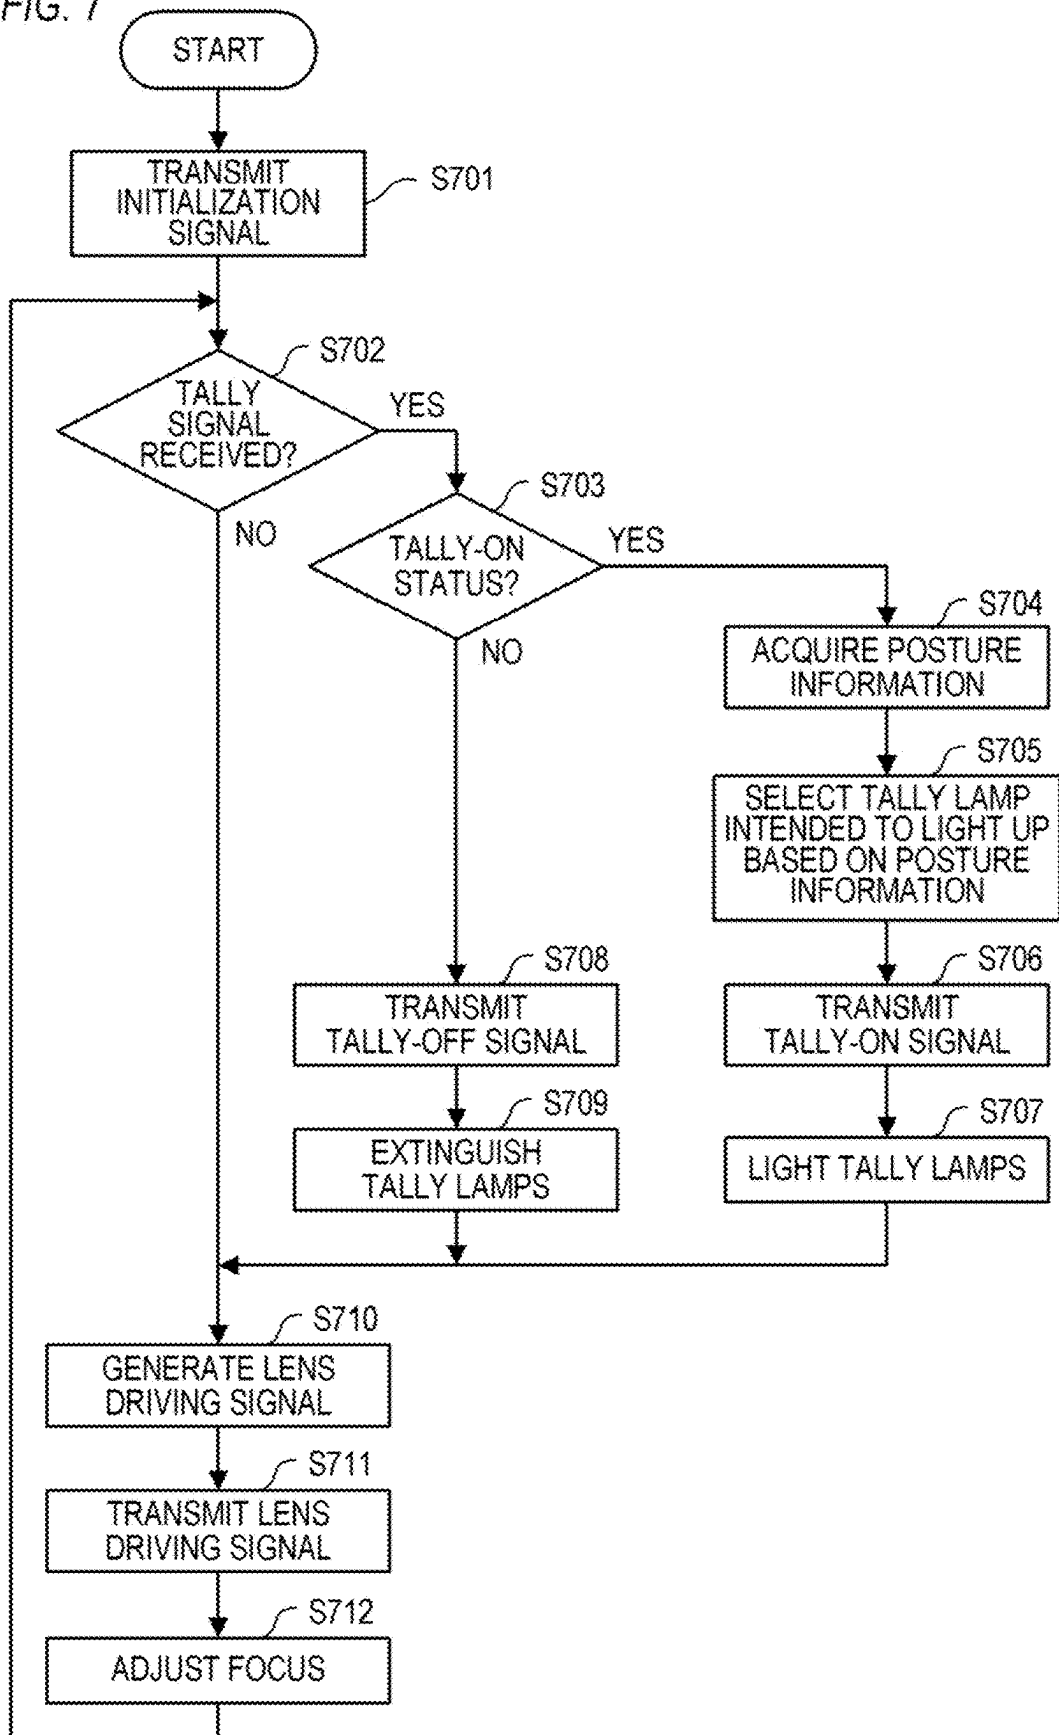 FIG. 7
START
TRANSMIT
INITIALIZATION
SIGNAL
S701
S702
TALLY
SIGNAL
RECEIVED?
YES
NO
S703
TALLY-ON
STATUS?
YES
NO
S704
ACQUIRE POSTURE
INFORMATION
S705
SELECT TALLY LAMP
INTENDED TO LIGHT UP
BASED ON POSTURE
INFORMATION
S708
TRANSMIT
TALLY-OFF SIGNAL
S706
TRANSMIT
TALLY-ON SIGNAL
S709
EXTINGUISH
TALLY LAMPS
S707
LIGHT TALLY LAMPS
S710
GENERATE LENS
DRIVING SIGNAL
S711
TRANSMIT LENS
DRIVING SIGNAL
S712
ADJUST FOCUS